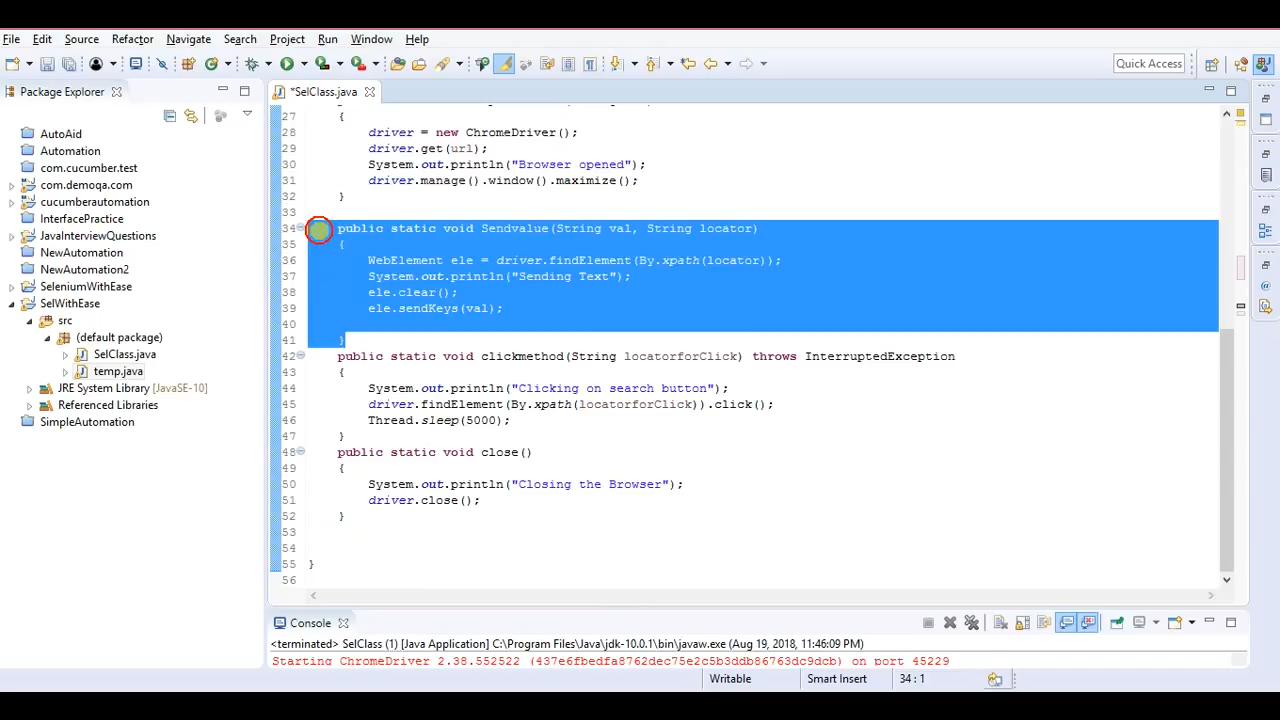 File Edit Source Refactor Navigate Search Project Run Window Help
Quick Access
Package Explorer
*SelClass.java
AutoAid
Automation
com.cucumber.test
com.demoqa.com
cucumberautomation
InterfacePractice
JavaInterviewQuestions
NewAutomation
NewAutomation2
SeleniumWithEase
SelWithEase
src
(default package)
SelClass.java
temp.java
JRE System Library [JavaSE-10]
Referenced Libraries
SimpleAutomation
27 {
28 driver = new ChromeDriver();
29 driver.get(url);
30 System.out.println("Browser opened");
31 driver.manage().window().maximize();
32 }
33
34 public static void Sendvalue(String val, String locator)
35 {
36 WebElement ele = driver.findElement(By.xpath(locator));
37 System.out.println("Sending Text");
38 ele.clear();
39 ele.sendKeys(val);
40
41 }
42 public static void clickmethod(String locatorforClick) throws InterruptedException
43 {
44 System.out.println("Clicking on search button");
45 driver.findElement(By.xpath(locatorforClick)).click();
46 Thread.sleep(5000);
47 }
48 public static void close()
49 {
50 System.out.println("Closing the Browser");
51 driver.close();
52 }
53
54
55 }
56
Console
<terminated> SelClass (1) [Java Application] C:\Program Files\Java\jdk-10.0.1\bin\javaw.exe (Aug 19, 2018, 11:46:09 PM)
Starting ChromeDriver 2.38.552522 (437e6fbedfa8762dec75e2c5b3ddb86763dc9dcb) on port 45229
Writable Smart Insert 34 : 1